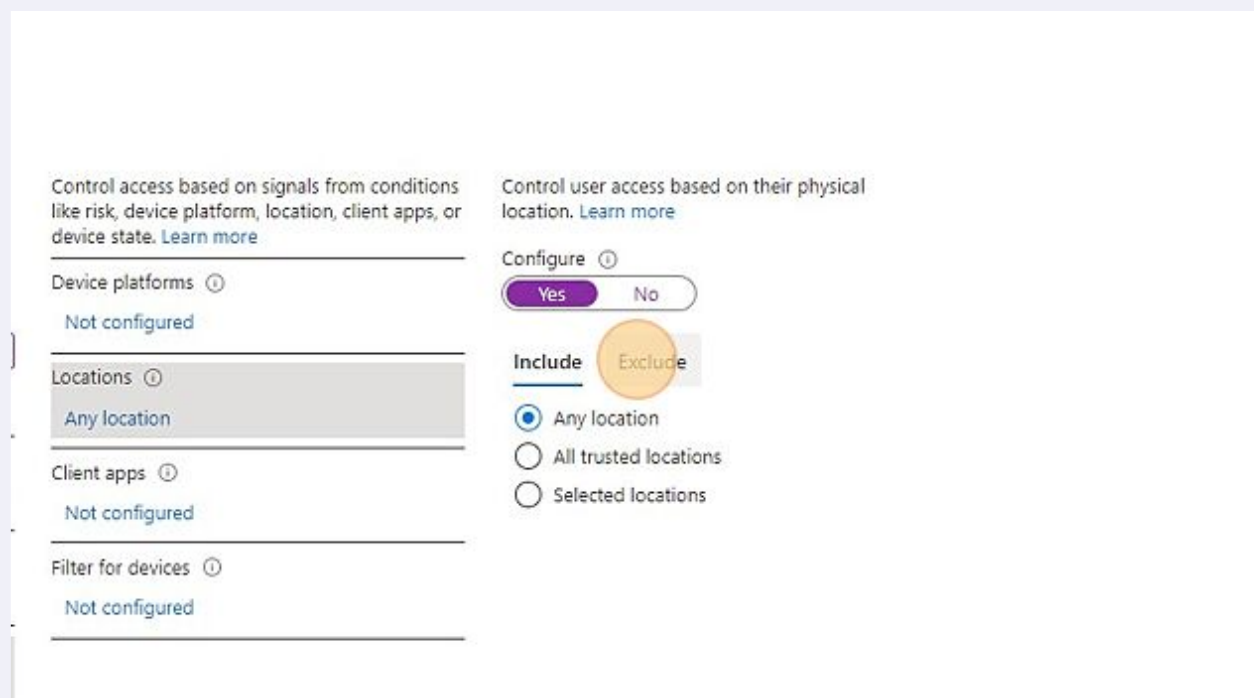 Control access based on signals from conditions
like risk, device platform, location, client apps, or
device state. Learn more
Device platforms
Not configured
Locations
Any location
Client apps
Not configured
Filter for devices
Not configured
Control user access based on their physical
location. Learn more
Configure
Yes No
Include Exclude
Any location
All trusted locations
Selected locations